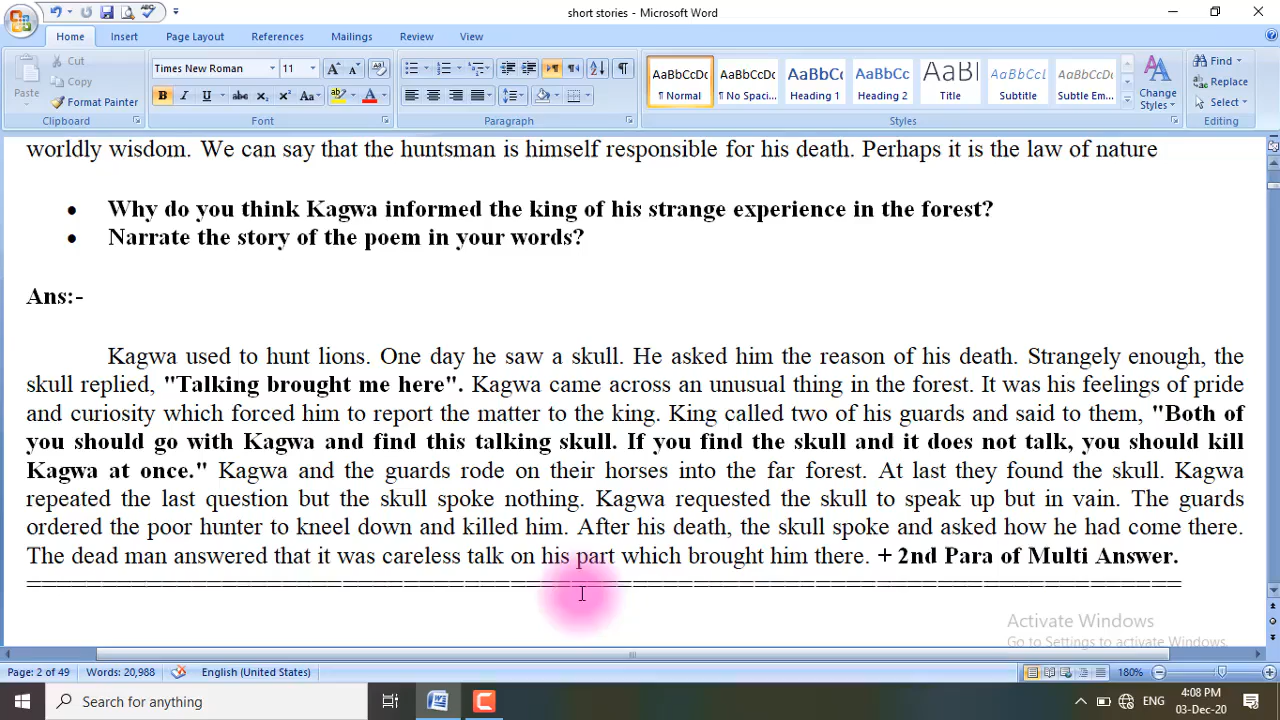 short stories - Microsoft Word
Home Insert Page Layout References Mailings Review View
Paste
Cut
Copy
Format Painter
Clipboard
Times New Roman 11
B I U abc x₂ x² Aa
Font
Paragraph
AaBbCcDc AaBbCcDc AaBbC AaBbCc AaB AaBbCcL AaBbCcDc
¶ Normal ¶ No Spaci... Heading 1 Heading 2 Title Subtitle Subtle Em...
Change
Styles
Styles
Find
Replace
Select
Editing
worldly wisdom. We can say that the huntsman is himself responsible for his death. Perhaps it is the law of nature
• Why do you think Kagwa informed the king of his strange experience in the forest?
• Narrate the story of the poem in your words?
Ans:-
Kagwa used to hunt lions. One day he saw a skull. He asked him the reason of his death. Strangely enough, the
skull replied, "Talking brought me here". Kagwa came across an unusual thing in the forest. It was his feelings of pride
and curiosity which forced him to report the matter to the king. King called two of his guards and said to them, "Both of
you should go with Kagwa and find this talking skull. If you find the skull and it does not talk, you should kill
Kagwa at once." Kagwa and the guards rode on their horses into the far forest. At last they found the skull. Kagwa
repeated the last question but the skull spoke nothing. Kagwa requested the skull to speak up but in vain. The guards
ordered the poor hunter to kneel down and killed him. After his death, the skull spoke and asked how he had come there.
The dead man answered that it was careless talk on his part which brought him there. + 2nd Para of Multi Answer.
Activate Windows
Go to Settings to activate Windows.
Page: 2 of 49 Words: 20,988 English (United States) 180%
Search for anything
ENG
4:08 PM
03-Dec-20